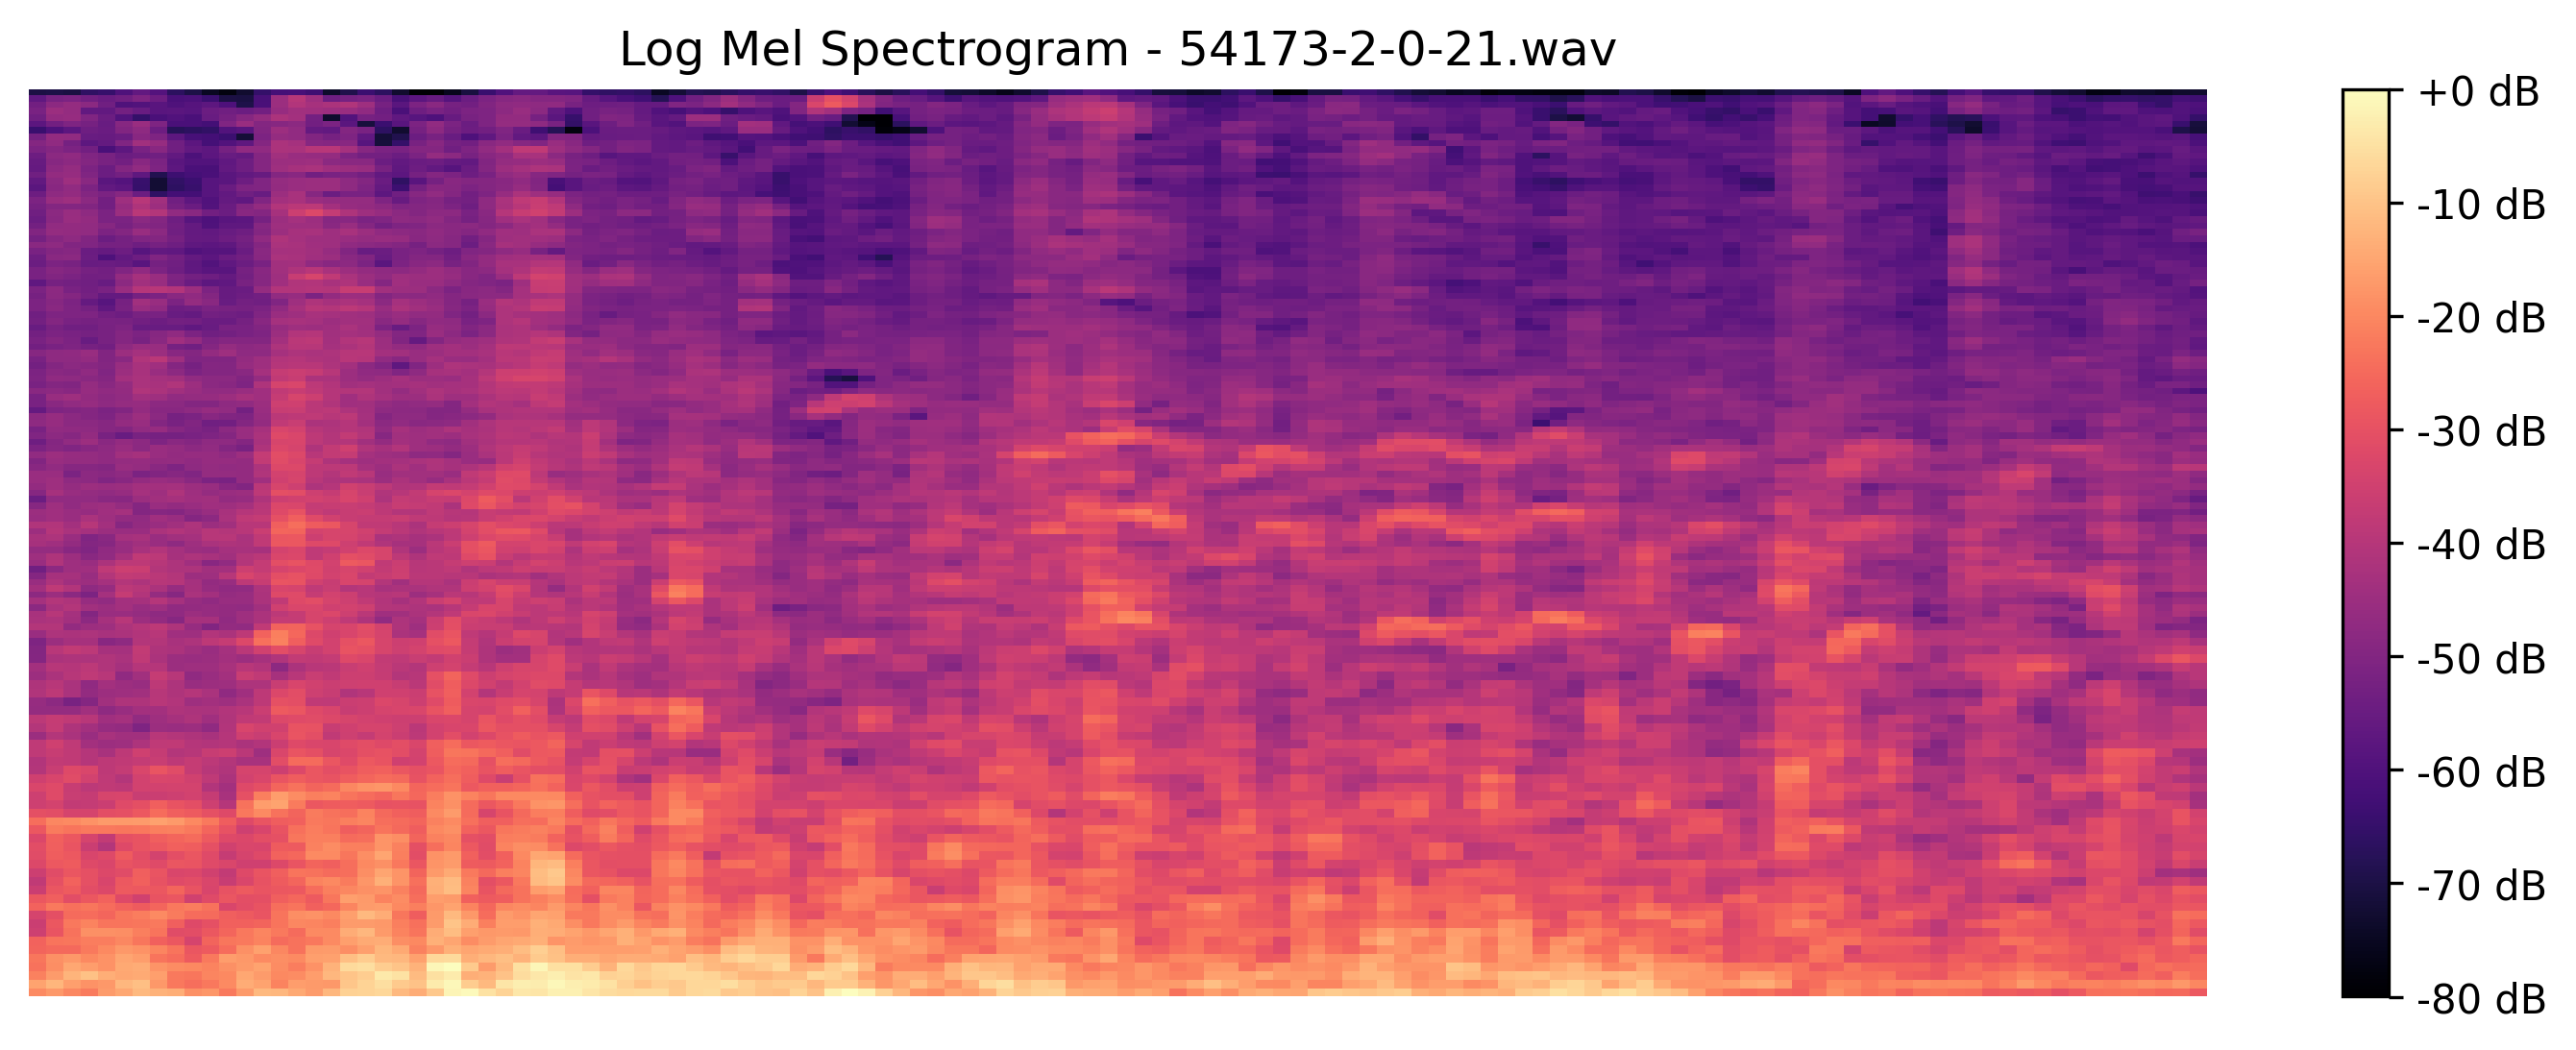 Log Mel Spectrogram - 54173-2-0-21.wav
+0 dB
-10 dB
-20 dB
-30 dB
-40 dB
-50 dB
-60 dB
-70 dB
-80 dB